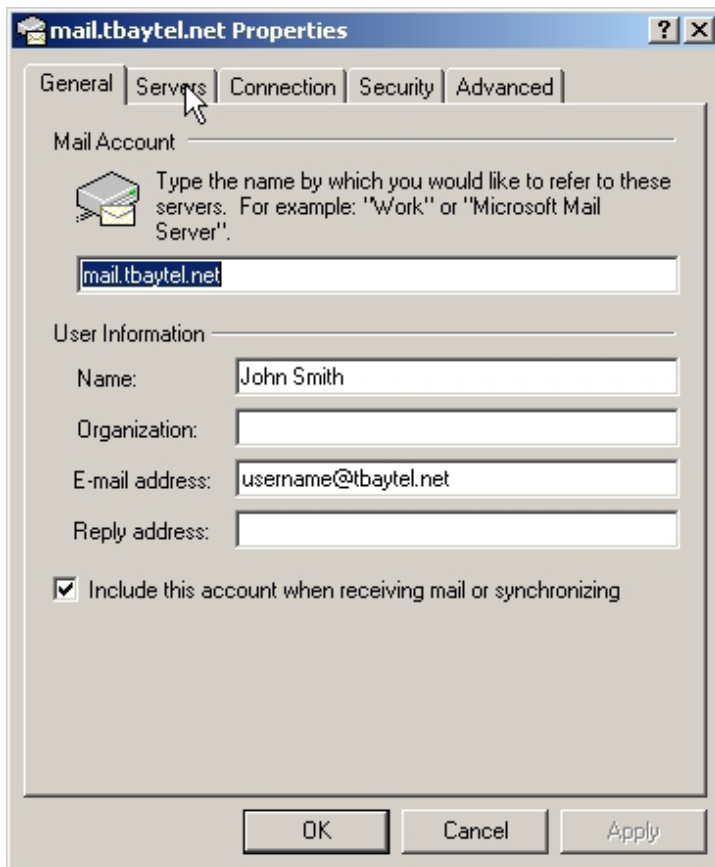 mail.tbaytel.net Properties
General Servers Connection Security Advanced
Mail Account
Type the name by which you would like to refer to these
servers. For example: "Work" or "Microsoft Mail
Server".
mail.tbaytel.net
User Information
Name: John Smith
Organization:
E-mail address: username@tbaytel.net
Reply address:
Include this account when receiving mail or synchronizing
OK Cancel Apply